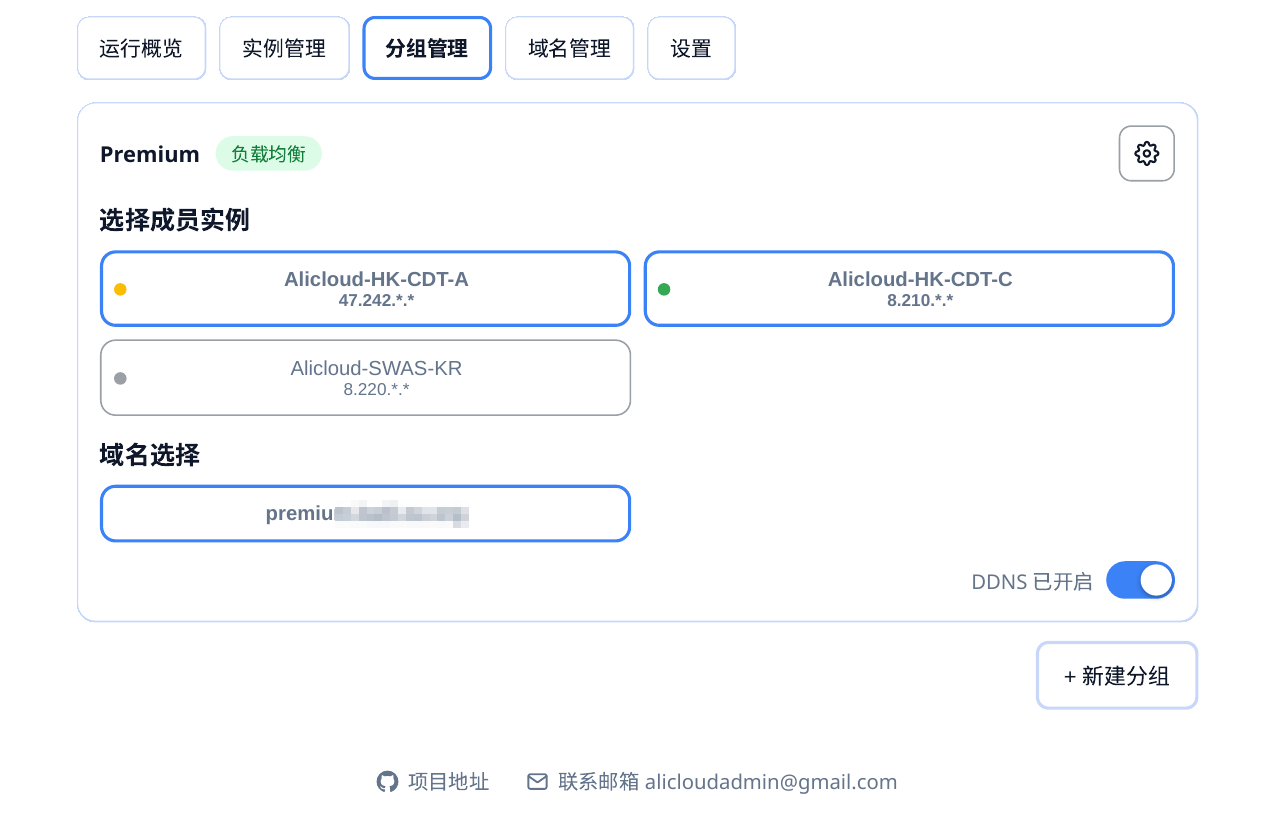 运行概览 实例管理 分组管理 域名管理 设置
Premium 负载均衡
选择成员实例
Alicloud-HK-CDT-A
47.242.*.*
Alicloud-HK-CDT-C
8.210.*.*
Alicloud-SWAS-KR
8.220.*.*
域名选择
premiu
DDNS 已开启
+ 新建分组
项目地址 联系邮箱 alicloudadmin@gmail.com